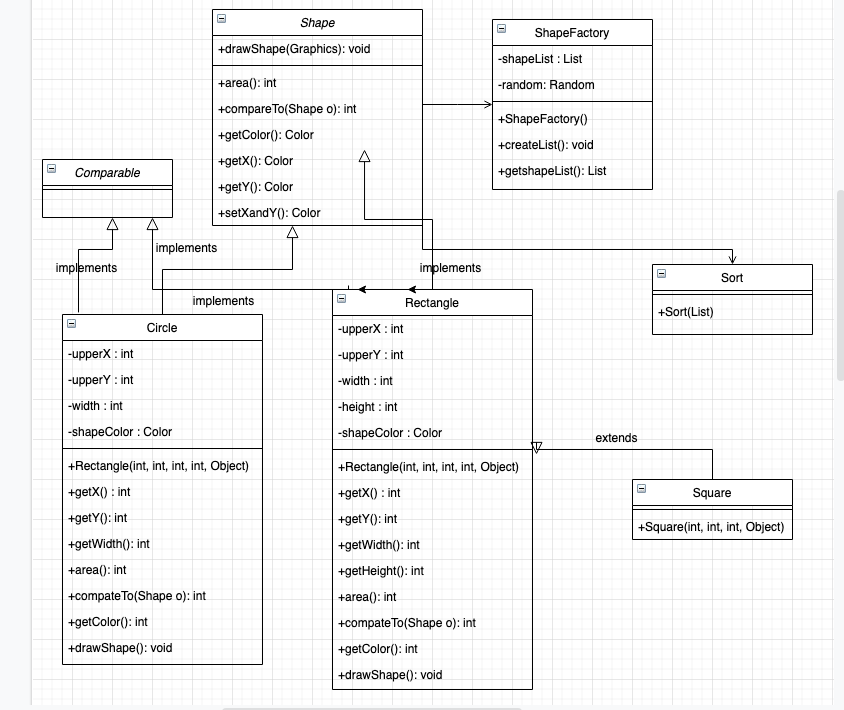 Shape
+drawShape(Graphics): void
+area(): int
+compareTo(Shape o): int
+getColor(): Color
+getX(): Color
+getY(): Color
+setXandY(): Color
ShapeFactory
-shapeList : List
-random: Random
+ShapeFactory()
+createList(): void
+getshapeList(): List
Comparable
implements
implements
implements
implements
Sort
+Sort(List)
Circle
-upperX : int
-upperY : int
-width : int
-shapeColor : Color
+Rectangle(int, int, int, int, Object)
+getX() : int
+getY(): int
+getWidth(): int
+area(): int
+compateTo(Shape o): int
+getColor(): int
+drawShape(): void
Rectangle
-upperX : int
-upperY : int
-width : int
-height : int
-shapeColor : Color
+Rectangle(int, int, int, int, Object)
+getX() : int
+getY(): int
+getWidth(): int
+getHeight(): int
+area(): int
+compateTo(Shape o): int
+getColor(): int
+drawShape(): void
extends
Square
+Square(int, int, int, Object)